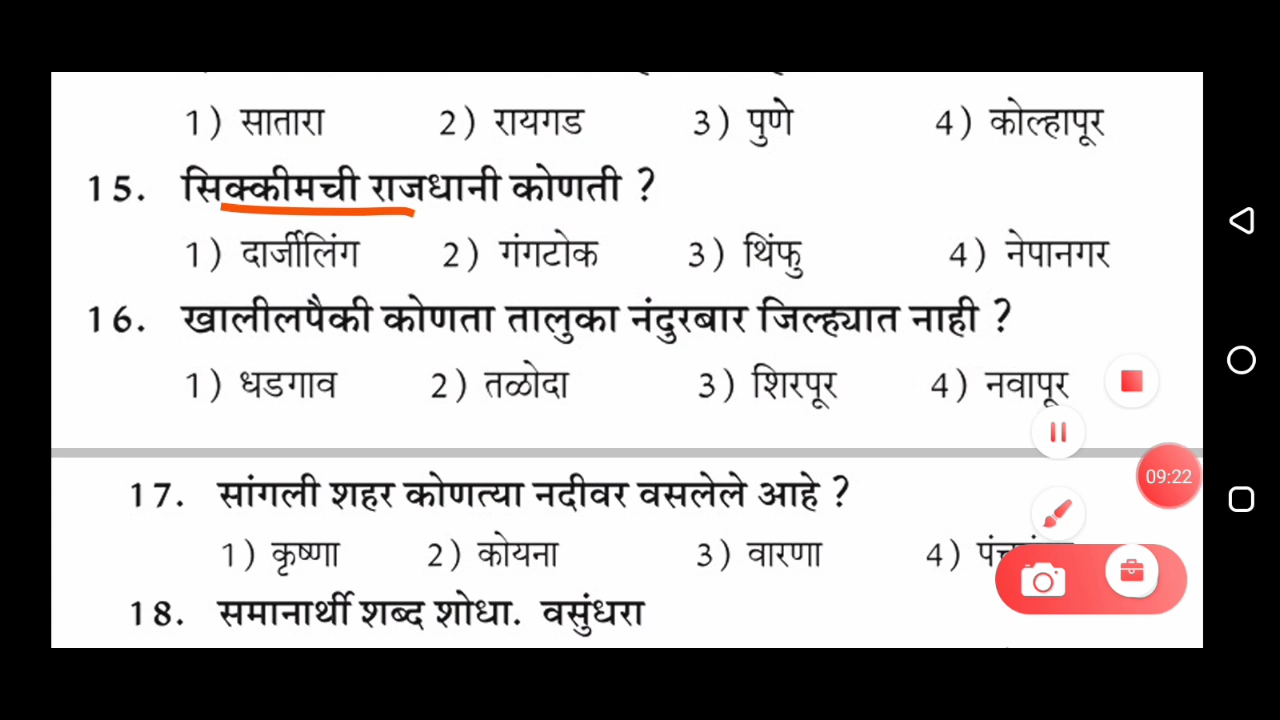 1) सातारा 2) रायगड 3) पुणे 4) कोल्हापूर
15. सिक्कीमची राजधानी कोणती ?
1) दार्जीलिंग 2) गंगटोक 3) थिंफु 4) नेपानगर
16. खालीलपैकी कोणता तालुका नंदुरबार जिल्ह्यात नाही ?
1) धडगाव 2) तळोदा 3) शिरपूर 4) नवापूर
09:22
17. सांगली शहर कोणत्या नदीवर वसलेले आहे ?
1) कृष्णा 2) कोयना 3) वारणा 4)
18. समानार्थी शब्द शोधा. वसुंधरा